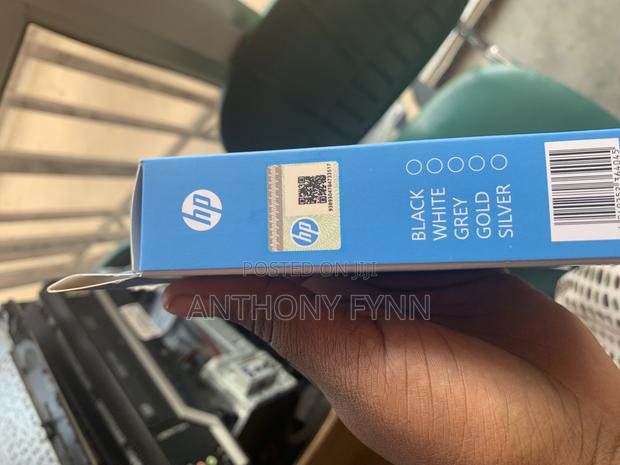 hp
hp
BLACK
WHITE
GREY
GOLD
SILVER
POSTED ON JIJI
ANTHONY FYNN